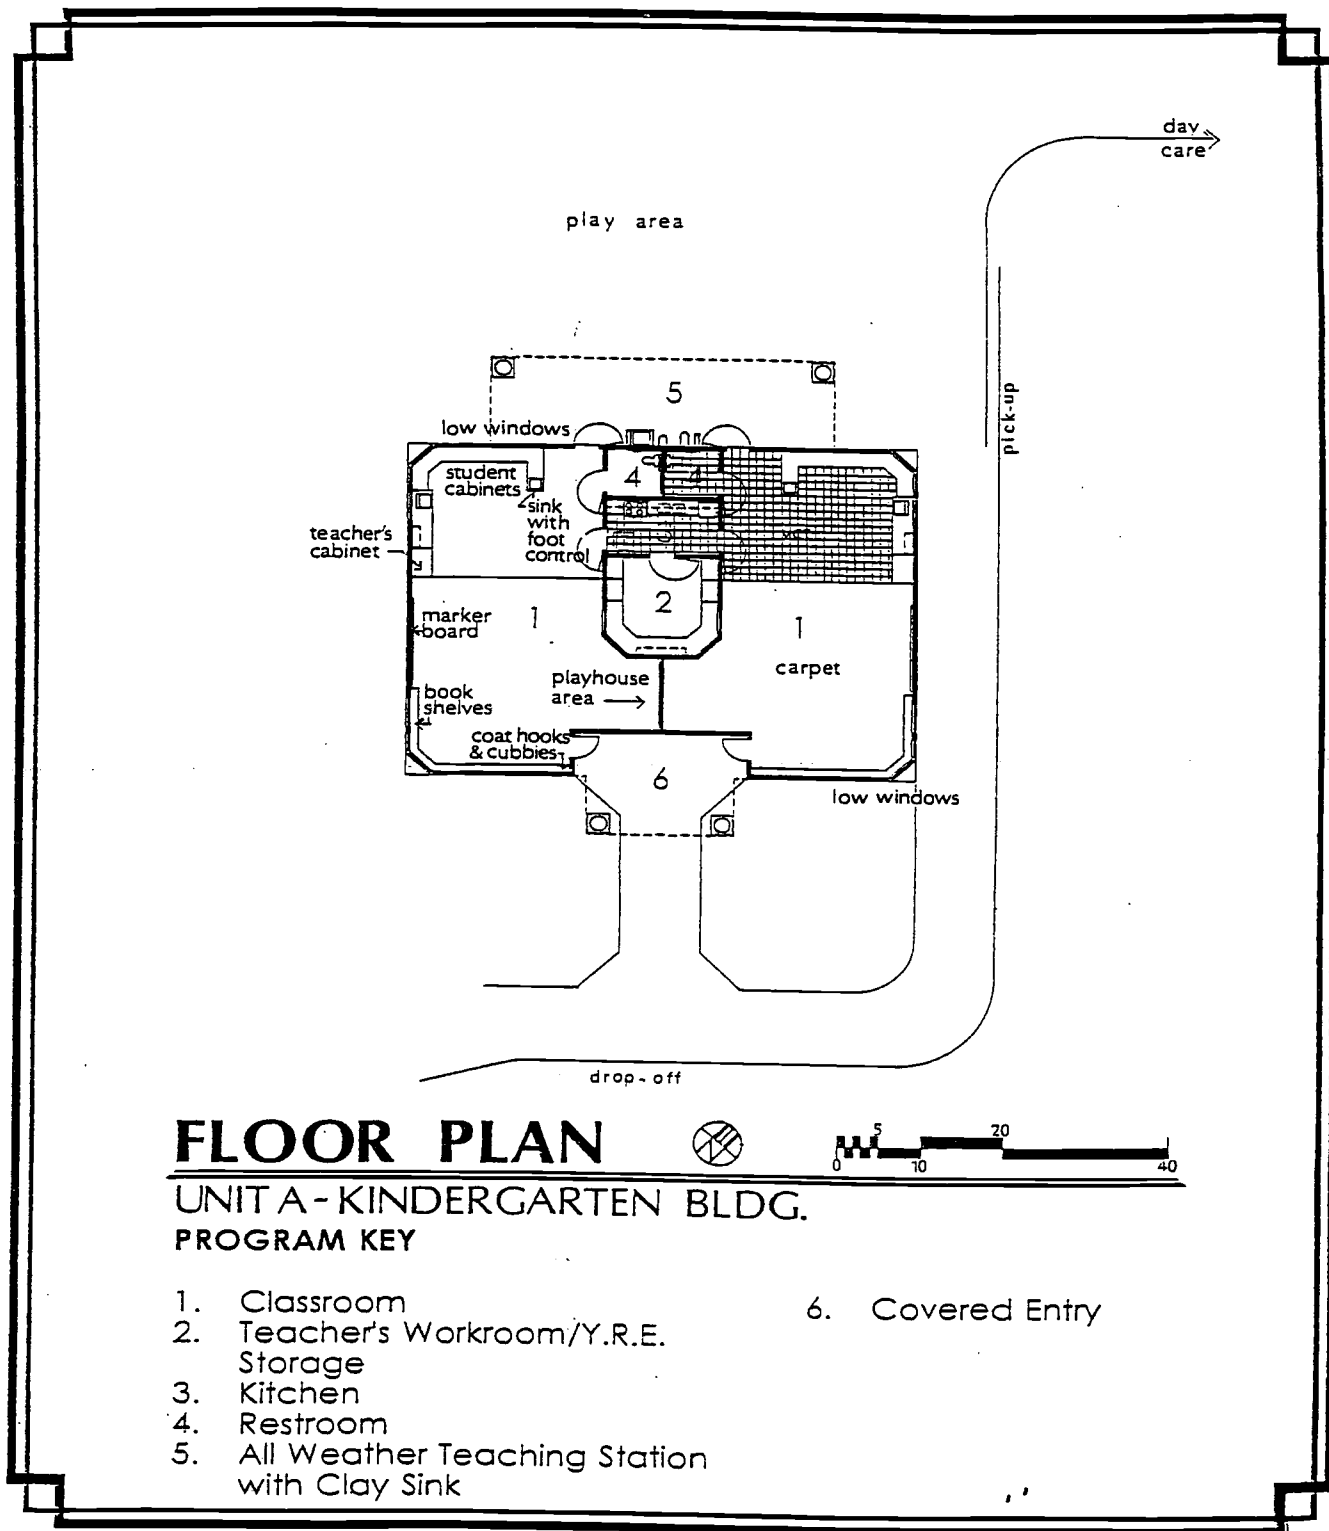 day
care
play area
pick-up
5
low windows
student
cabinets
4
4
sink
with
foot
control
teacher's
cabinet
3
vct
2
1
1
marker
board
carpet
playhouse
area
book
shelves
coat hooks
& cubbies
6
low windows
drop-off
FLOOR PLAN
N
5 20
0 10 40
UNIT A - KINDERGARTEN BLDG.
PROGRAM KEY
1. Classroom
2. Teacher's Workroom/Y.R.E.
Storage
3. Kitchen
4. Restroom
5. All Weather Teaching Station
with Clay Sink
6. Covered Entry